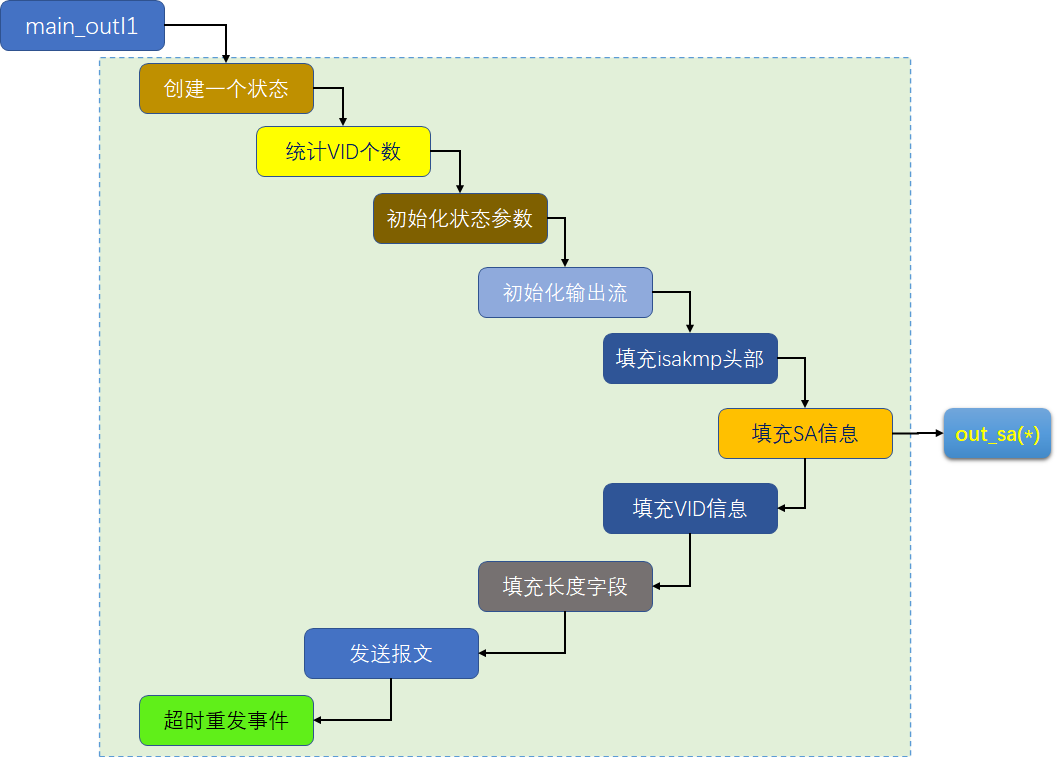 main_outI1
创建一个状态
统计VID个数
初始化状态参数
初始化输出流
填充isakmp头部
填充SA信息
out_sa(*)
填充VID信息
填充长度字段
发送报文
超时重发事件